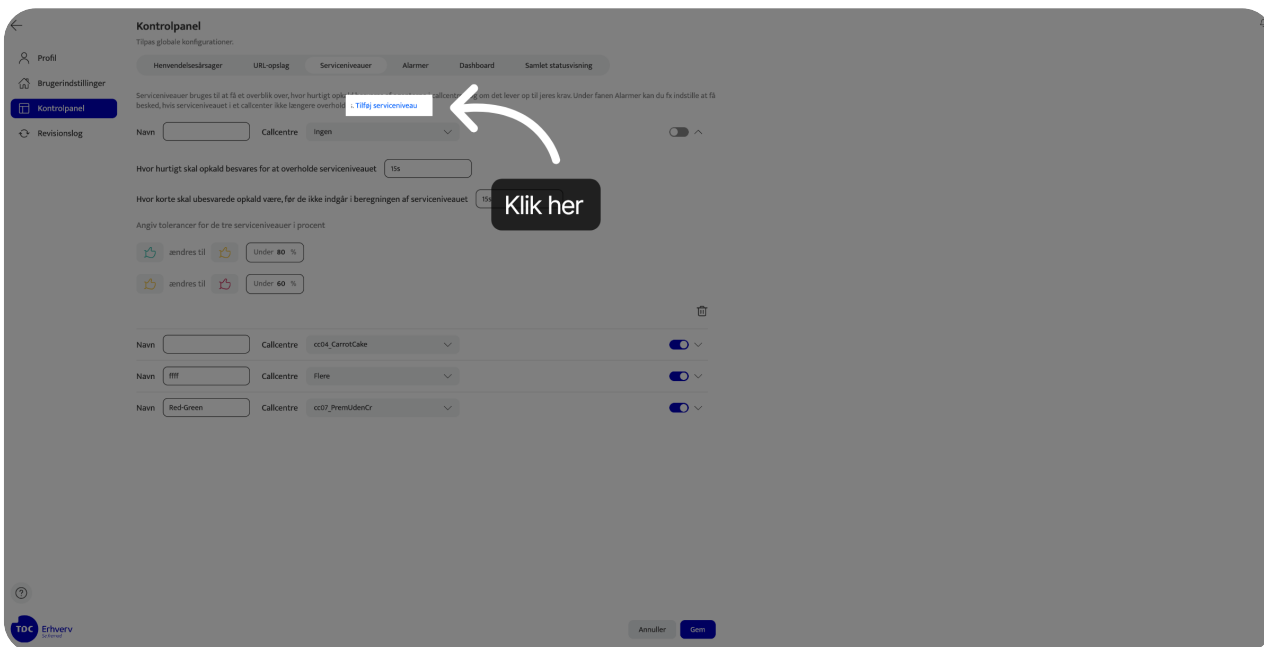 Kontrolpanel
Tilpas globale konfigurationer.
Profil
Brugerindstillinger
Kontrolpanel
Revisionslog
Henvendelsesårsager URL-opslag Serviceniveauer Alarmer Dashboard Samlet statusvisning
Serviceniveauer bruges til at få et overblik over, hvor hurtigt om det lever op til jeres krav. Under fanen Alarmer kan du fx indstille at få
besked, hvis serviceniveauet i et callcenter ikke længere Tilføj serviceniveau
Navn Callcentre Ingen
Hvor hurtigt skal opkald besvares for at overholde serviceniveauet 15s
Hvor korte skal ubesvarede opkald være, før de ikke indgår i beregningen af serviceniveauet 15s
Klik her
Angiv tolerancer for de tre serviceniveauer i procent
ændres til Under 80 %
ændres til Under 60 %
Navn Callcentre cc04_CarrotCake
Navn ffff Callcentre Flere
Navn Red-Green Callcentre cc07_PremUdenCr
?
TDC Erhverv
Annuller Gem